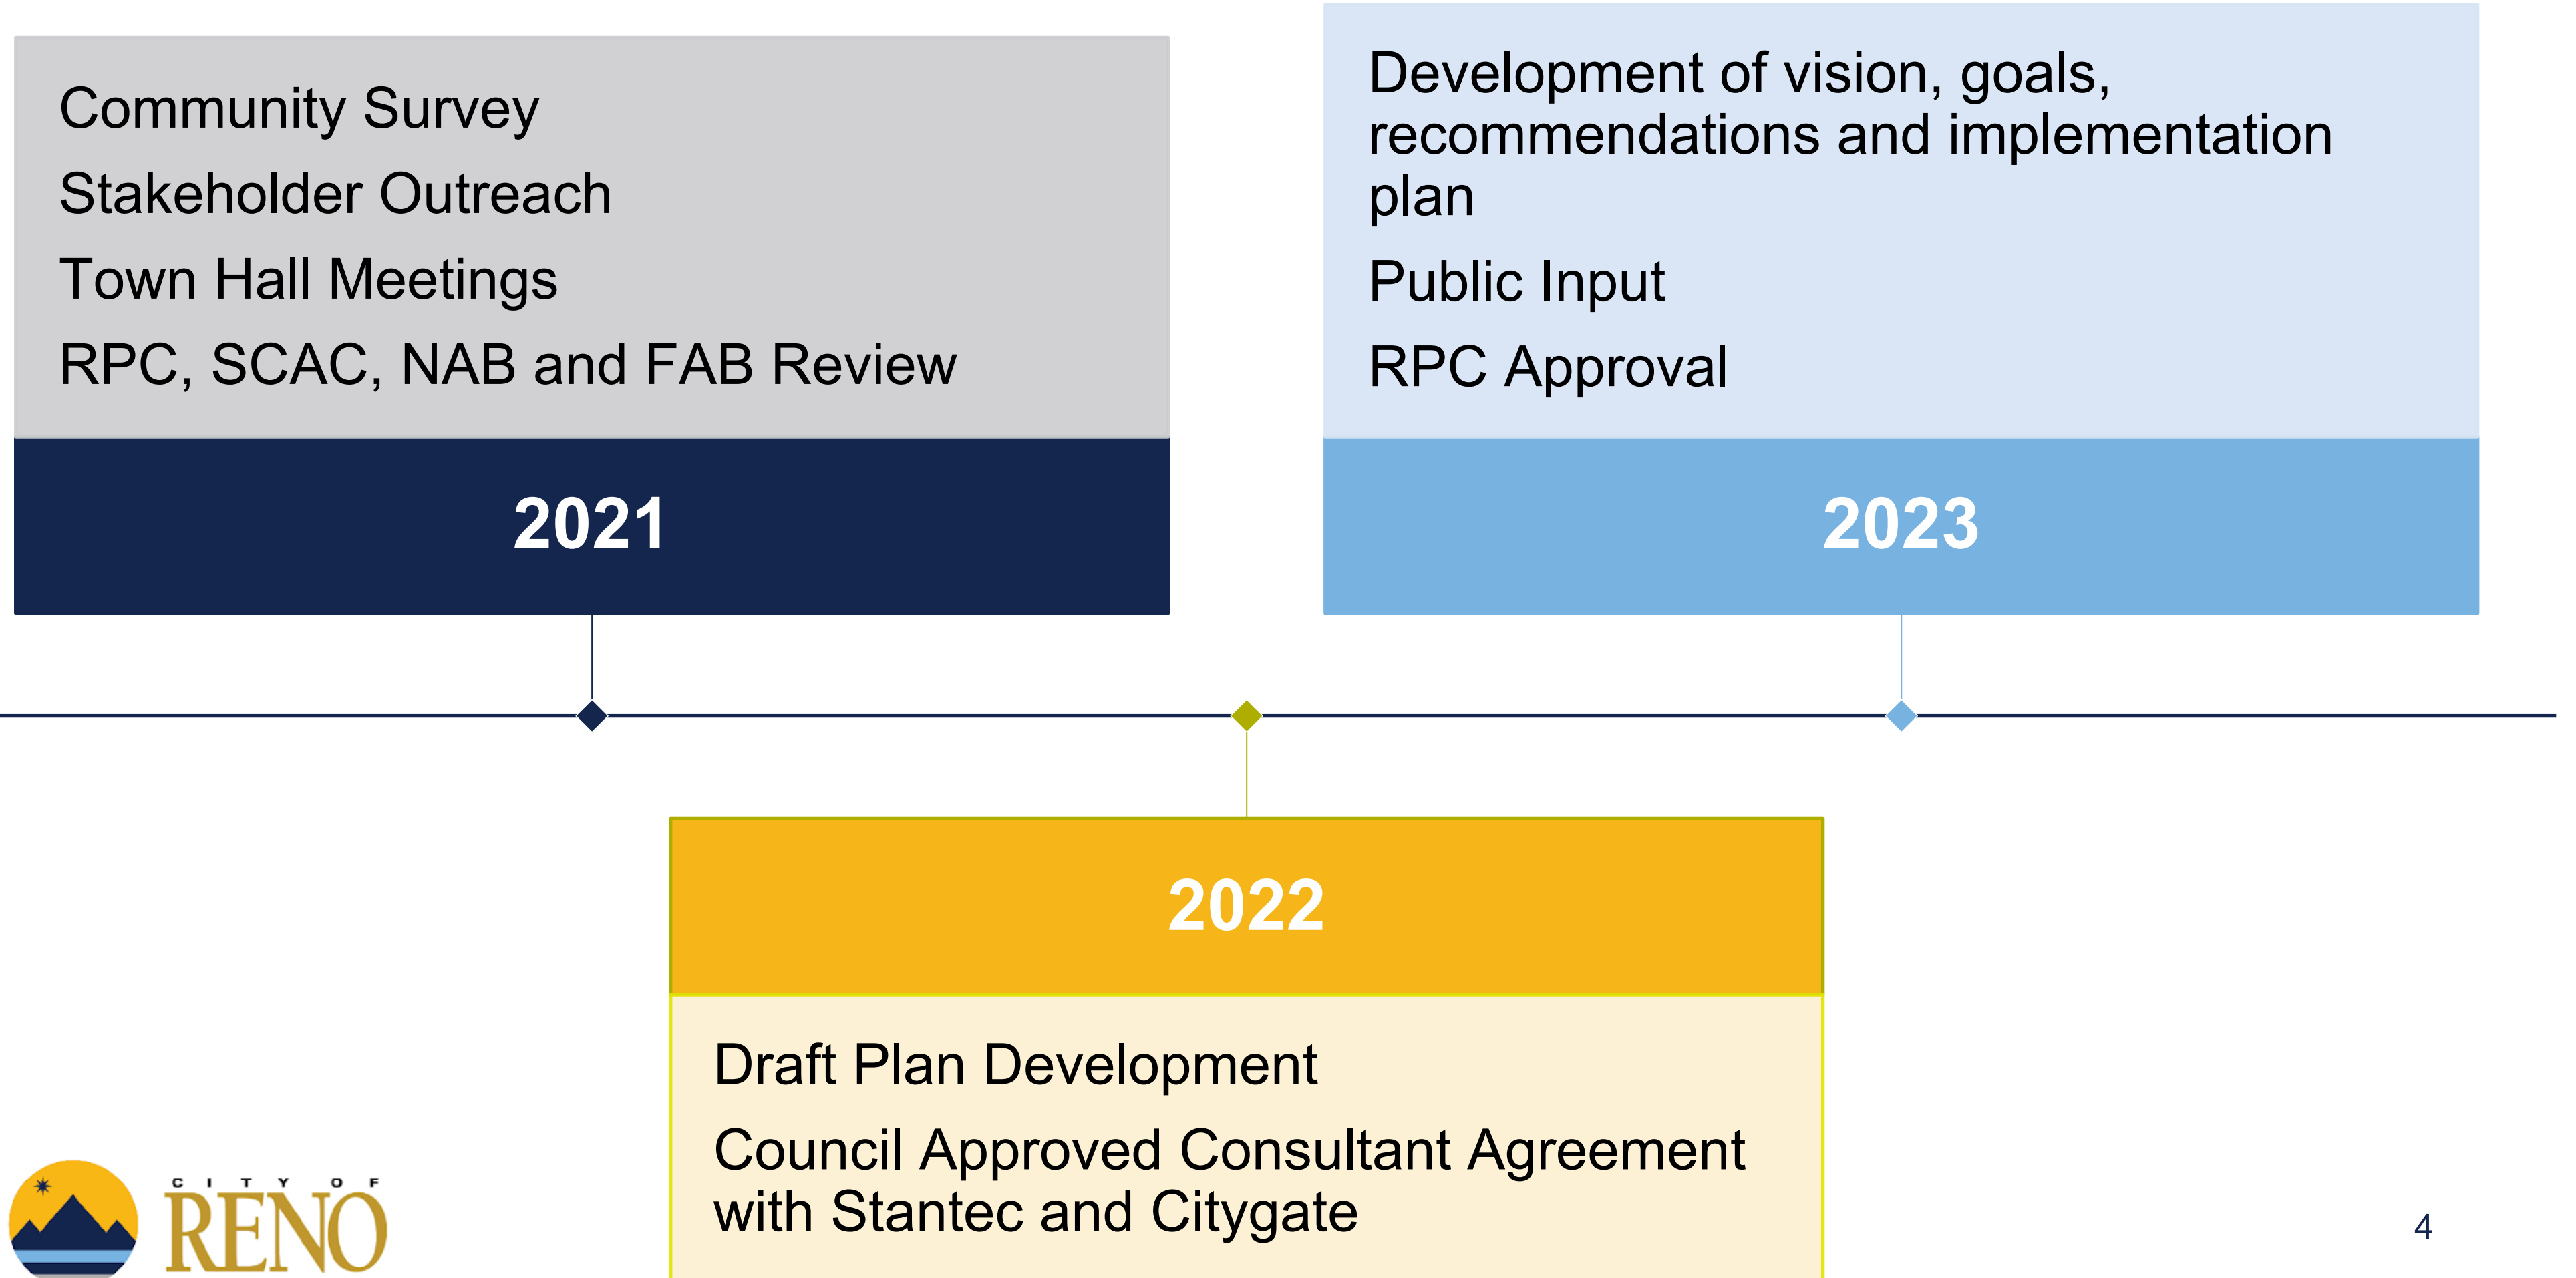 Community Survey
Stakeholder Outreach
Town Hall Meetings
RPC, SCAC, NAB and FAB Review
2021
Development of vision, goals,
recommendations and implementation
plan
Public Input
RPC Approval
2023
2022
Draft Plan Development
Council Approved Consultant Agreement
with Stantec and Citygate
CITY OF
RENO
4